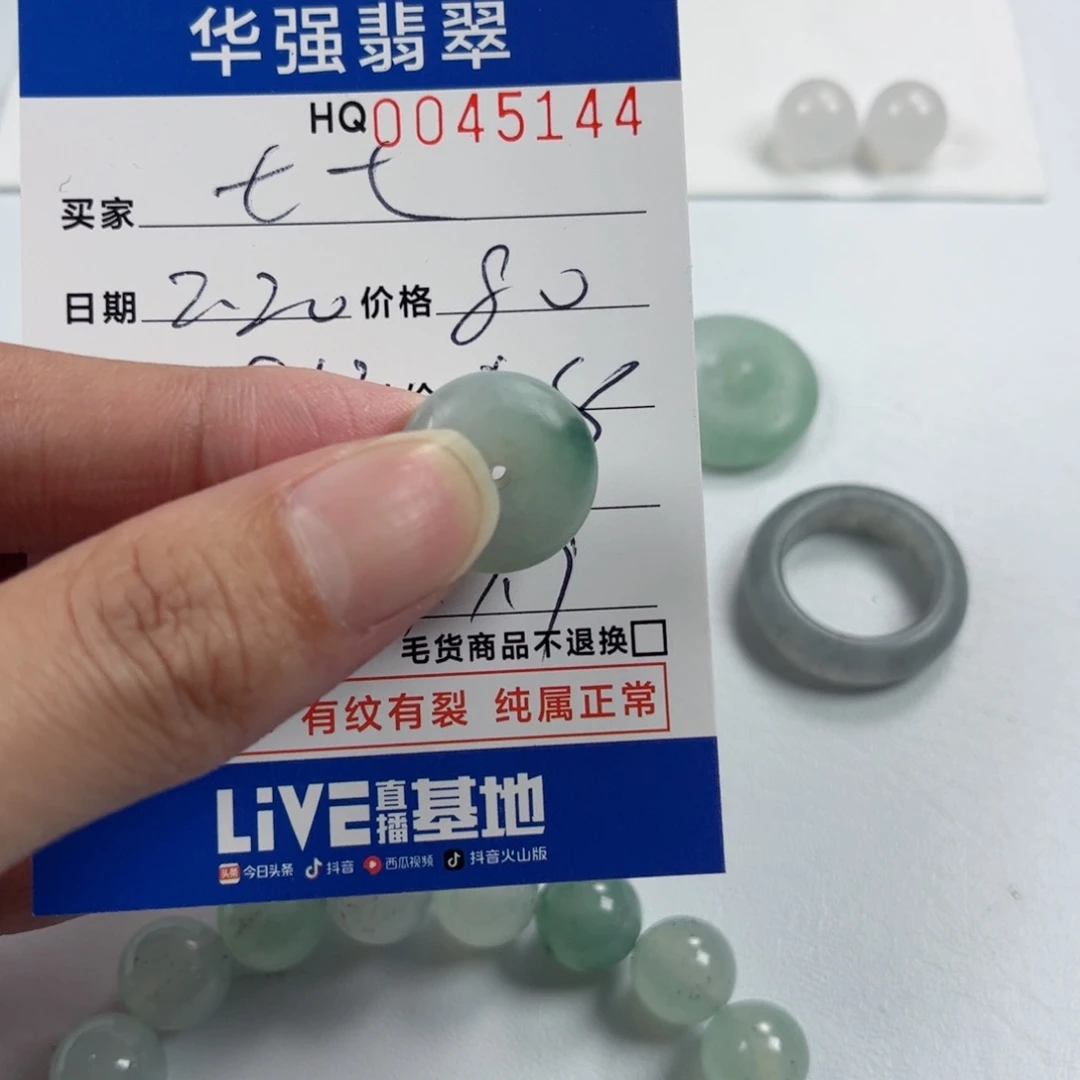 华强翡翠
HQ0045144
买家 七七
日期 2.20 价格 80
毛货商品不退换
有纹有裂 纯属正常
LiVE直播基地
头条 今日头条 抖音 西瓜视频 抖音火山版